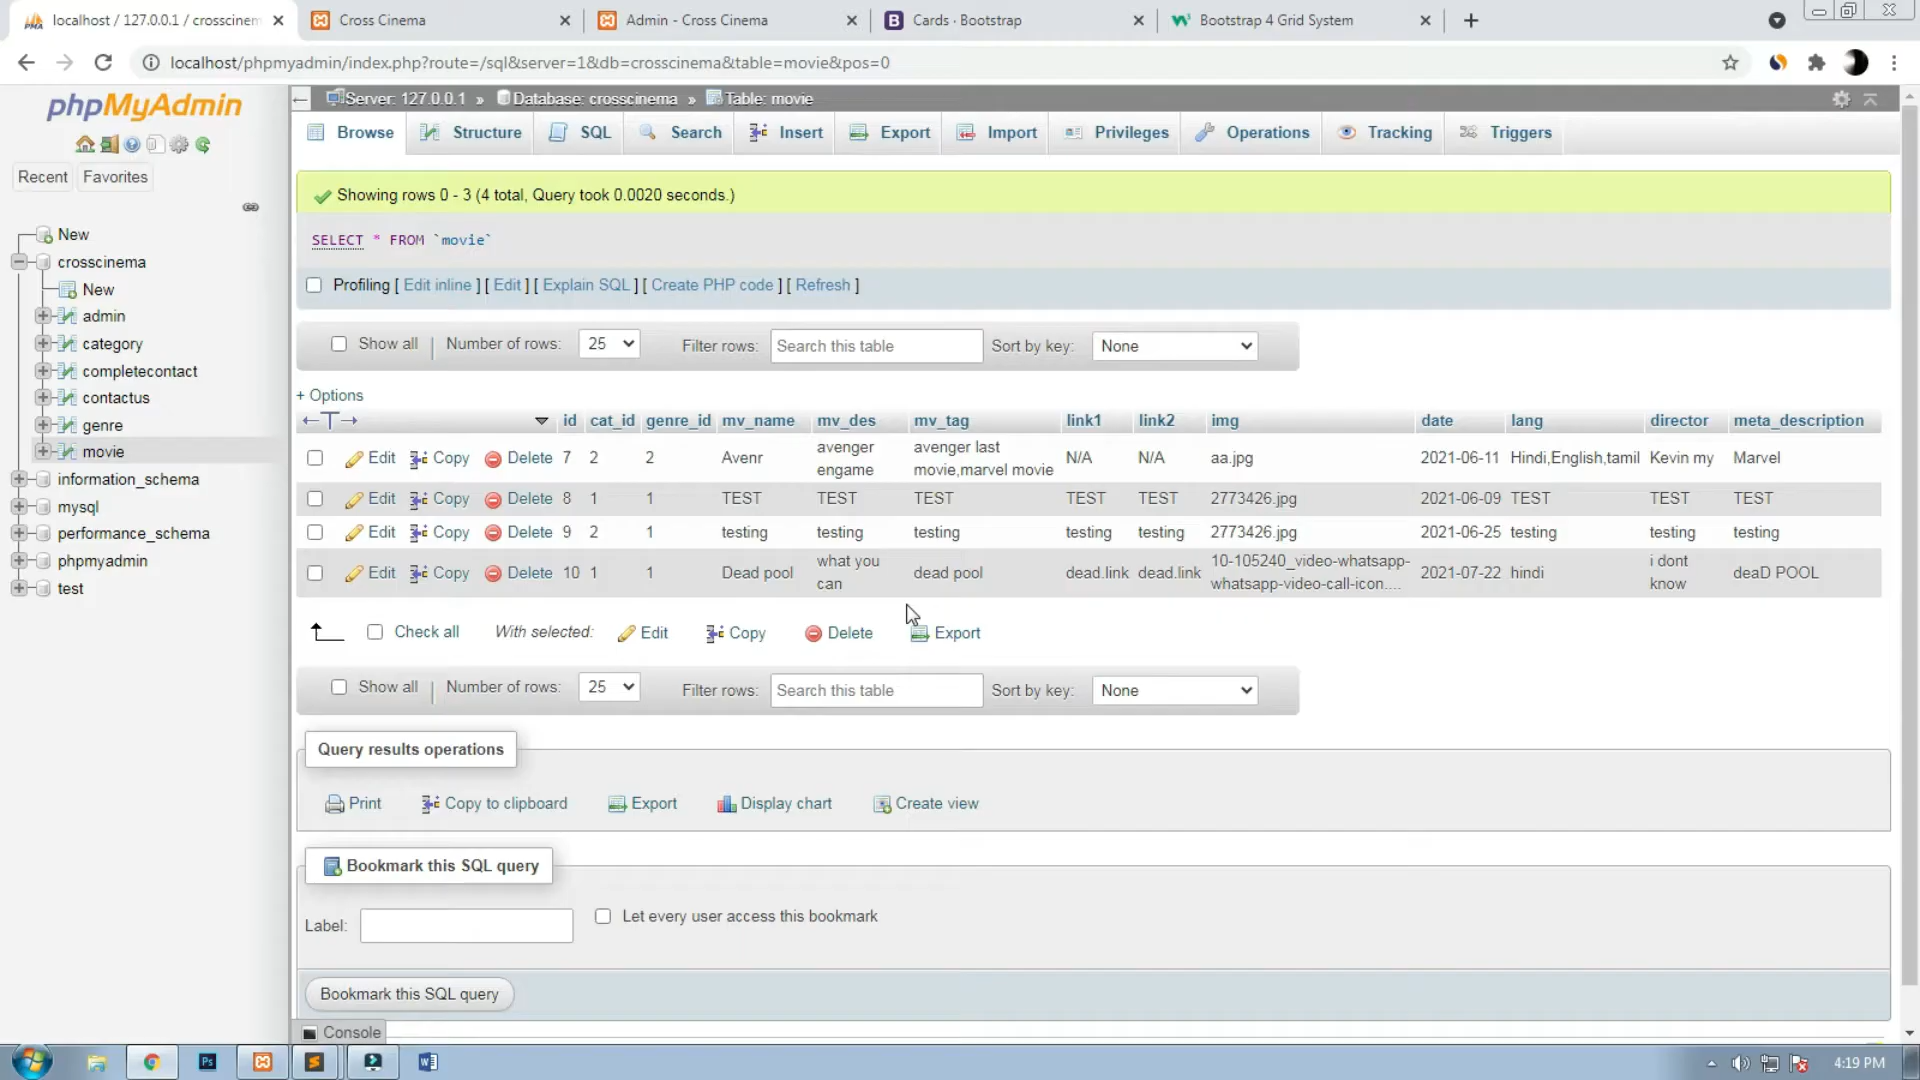 localhost / 127.0.0.1 / crosscinem
Cross Cinema
Admin - Cross Cinema
Cards · Bootstrap
Bootstrap 4 Grid System
localhost/phpmyadmin/index.php?route=/sql&server=1&db=crosscinema&table=movie&pos=0
phpMyAdmin
Server: 127.0.0.1 » Database: crosscinema » Table: movie
Browse Structure SQL Search Insert Export Import Privileges Operations Tracking Triggers
Recent Favorites
New
crosscinema
New
admin
category
completecontact
contactus
genre
movie
information_schema
mysql
performance_schema
phpmyadmin
test
Showing rows 0 - 3 (4 total, Query took 0.0020 seconds.)
SELECT * FROM `movie`
Profiling [ Edit inline ] [ Edit ] [ Explain SQL ] [ Create PHP code ] [ Refresh ]
Show all | Number of rows: 25 Filter rows: Search this table Sort by key: None
+ Options
←T→ id cat_id genre_id mv_name mv_des mv_tag link1 link2 img date lang director meta_description
Edit Copy Delete 7 2 2 Avenr avenger engame avenger last movie,marvel movie N/A N/A aa.jpg 2021-06-11 Hindi,English,tamil Kevin my Marvel
Edit Copy Delete 8 1 1 TEST TEST TEST TEST TEST 2773426.jpg 2021-06-09 TEST TEST TEST
Edit Copy Delete 9 2 1 testing testing testing testing testing 2773426.jpg 2021-06-25 testing testing testing
Edit Copy Delete 10 1 1 Dead pool what you can dead pool dead.link dead.link 10-105240_video-whatsapp-whatsapp-video-call-icon.... 2021-07-22 hindi i dont know deaD POOL
Check all With selected: Edit Copy Delete Export
Show all | Number of rows: 25 Filter rows: Search this table Sort by key: None
Query results operations
Print Copy to clipboard Export Display chart Create view
Bookmark this SQL query
Label: Let every user access this bookmark
Bookmark this SQL query
Console
Ps
W
4:19 PM